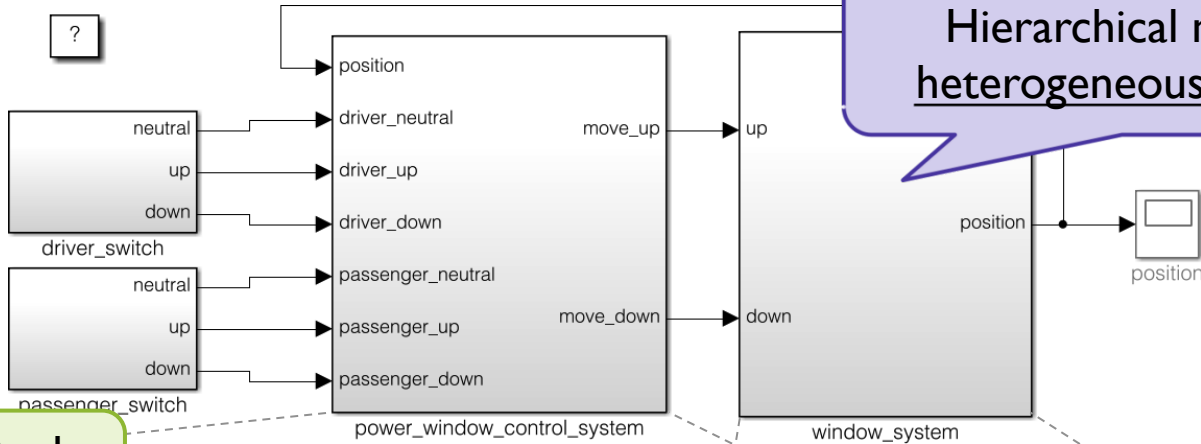 ?
Hierarchical
heterogeneous
position
driver_neutral
driver_up
driver_down
passenger_neutral
passenger_up
passenger_down
move_up
move_down
power_window_control_system
neutral
up
down
driver_switch
neutral
up
down
passenger_switch
up
down
position
window_system
position